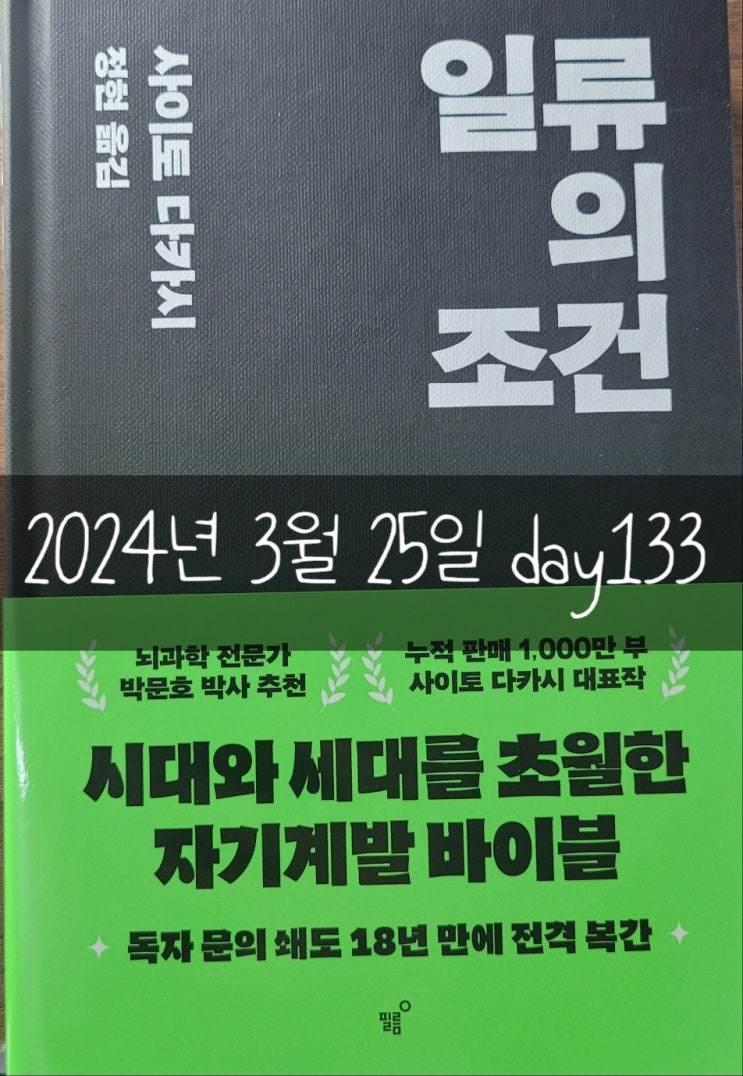 일류
의
조건
사이토 다카시
정현 옮김
2024년 3월 25일 day133
뇌과학 전문가
박문호 박사 추천
누적 판매 1,000만 부
사이토 다카시 대표작
시대와 세대를 초월한
자기계발 바이블
독자 문의 쇄도 18년 만에 전격 복간
필름